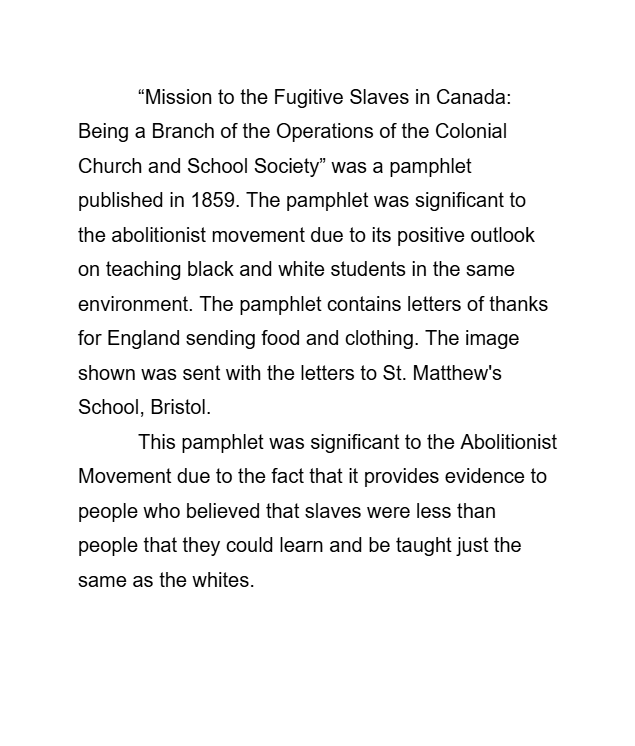 “Mission to the Fugitive Slaves in Canada:
Being a Branch of the Operations of the Colonial
Church and School Society” was a pamphlet
published in 1859. The pamphlet was significant to
the abolitionist movement due to its positive outlook
on teaching black and white students in the same
environment. The pamphlet contains letters of thanks
for England sending food and clothing. The image
shown was sent with the letters to St. Matthew's
School, Bristol.
This pamphlet was significant to the Abolitionist
Movement due to the fact that it provides evidence to
people who believed that slaves were less than
people that they could learn and be taught just the
same as the whites.